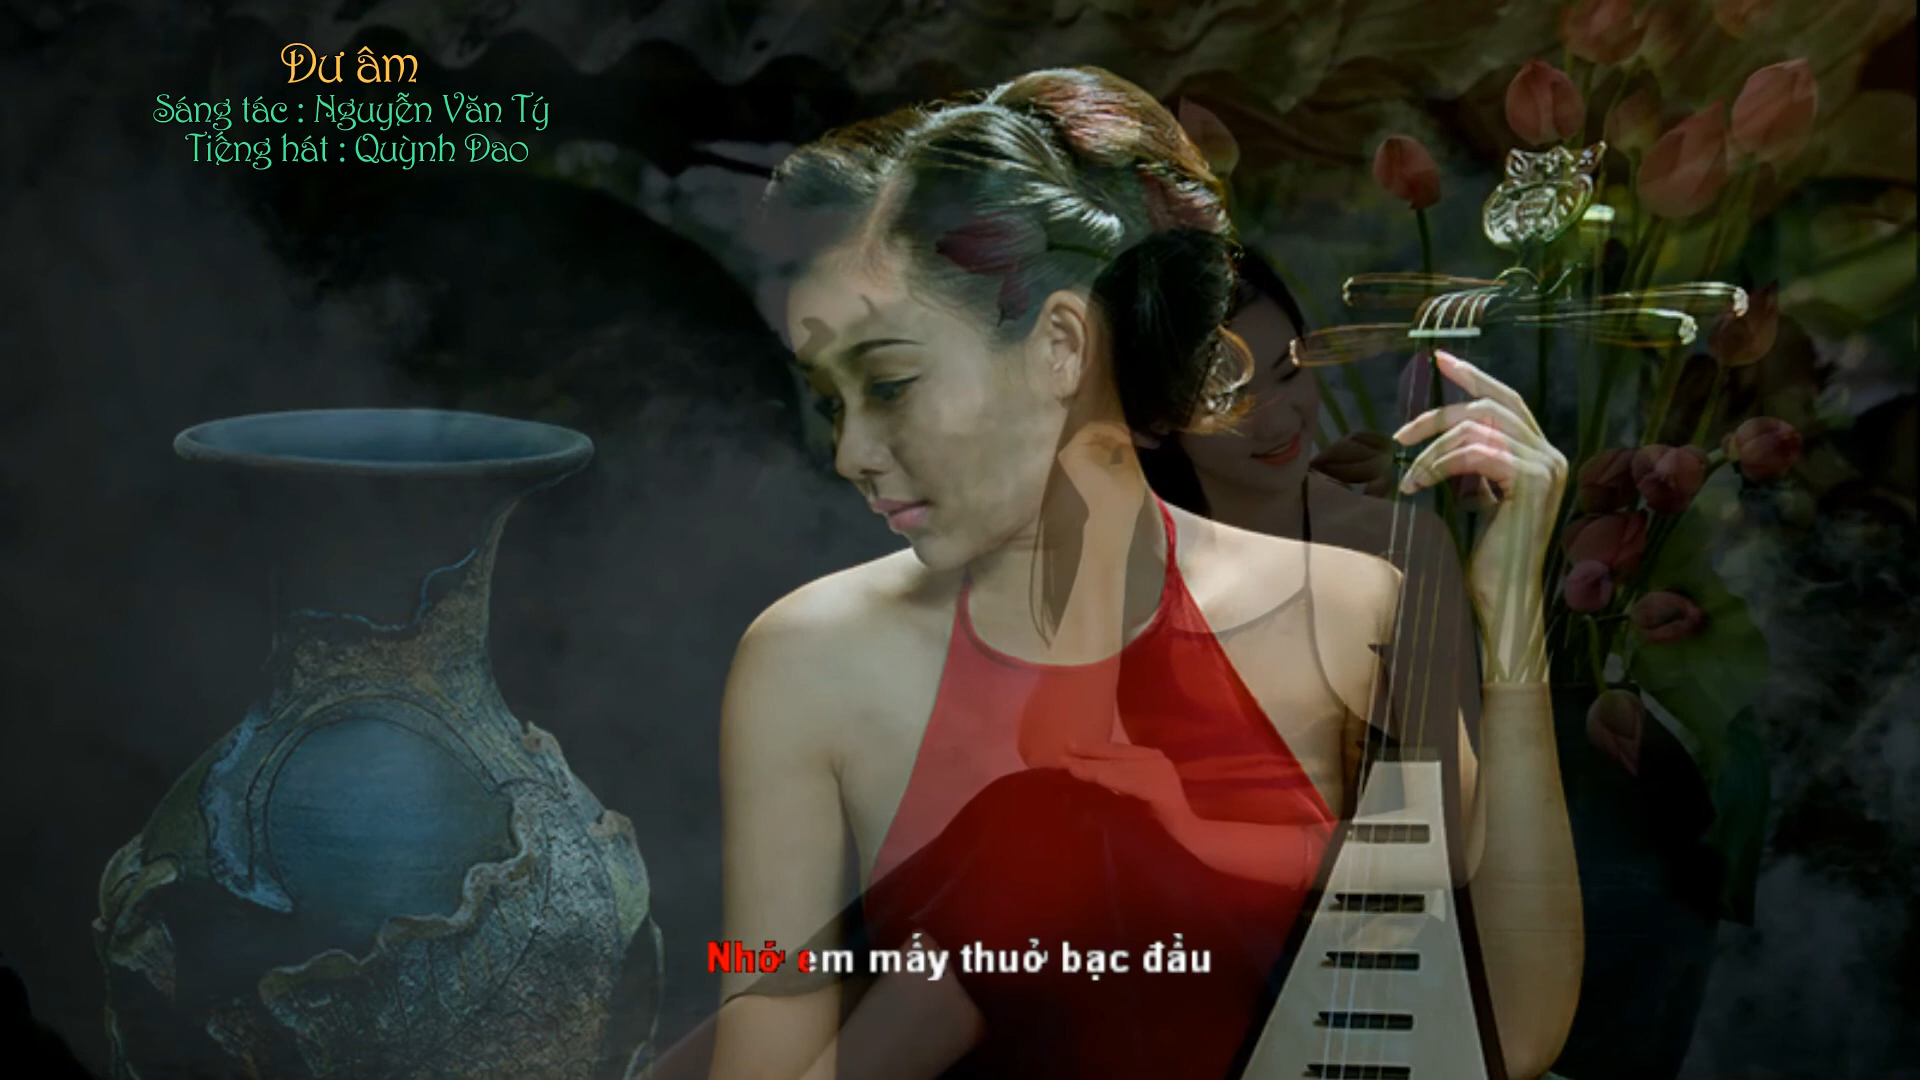 Dư âm
Sáng tác : Nguyễn Văn Tý
Tiếng hát : Quỳnh Dao
Nhớ em mấy thuở bạc đầu